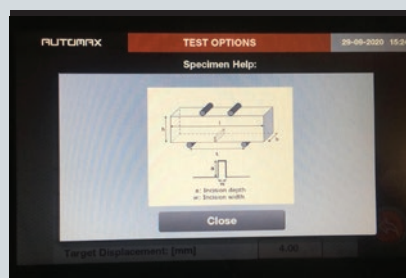 AUTOMAX
TEST OPTIONS
29-09-2020 15:24
Specimen Help:
a: Incision depth
w: Incision width
Close
Target Displacement: [mm]
4.00